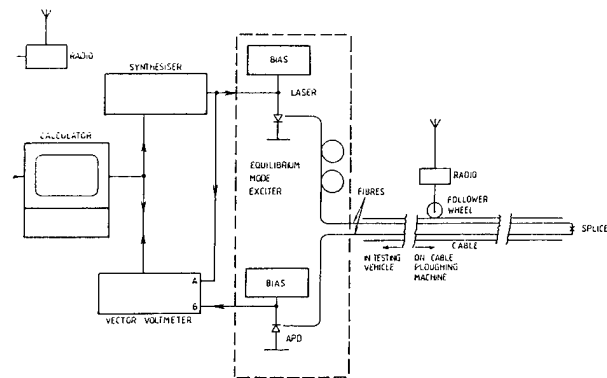 RADIO
SYNTHESISER
BIAS
LASER
CALCULATOR
EQUILIBRIUM
MODE
EXCITER
RADIO
FIBRES
FOLLOWER
WHEEL
SPLICE
CABLE
IN TESTING
VEHICLE
ON CABLE
PLOUGHING
MACHINE
A
B
VECTOR VOLTMETER
BIAS
APD